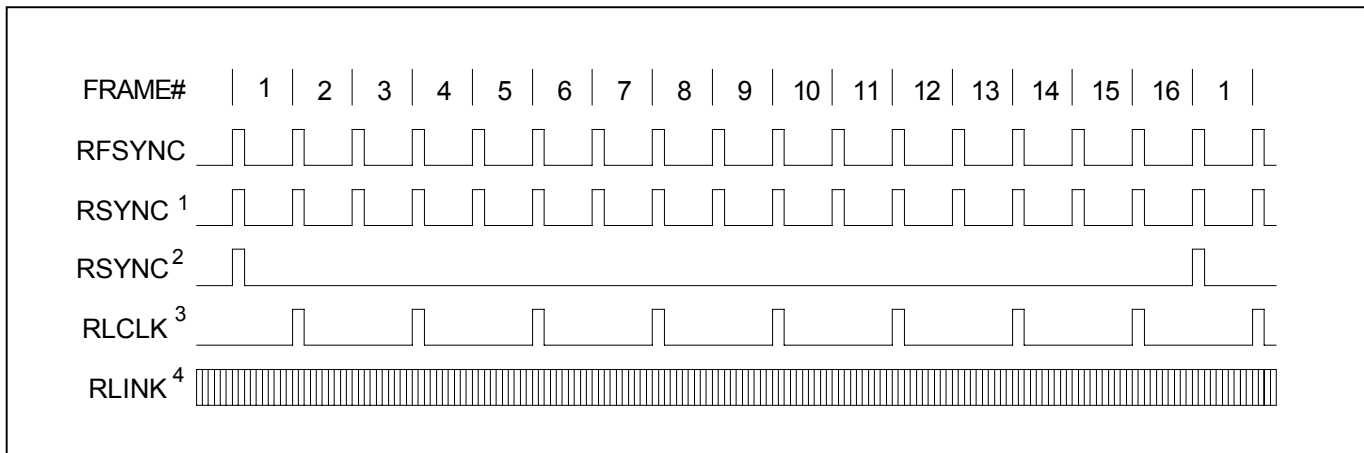 FRAME# 1 2 3 4 5 6 7 8 9 10 11 12 13 14 15 16 1
RFSYNC
RSYNC 1
RSYNC 2
RLCLK 3
RLINK 4